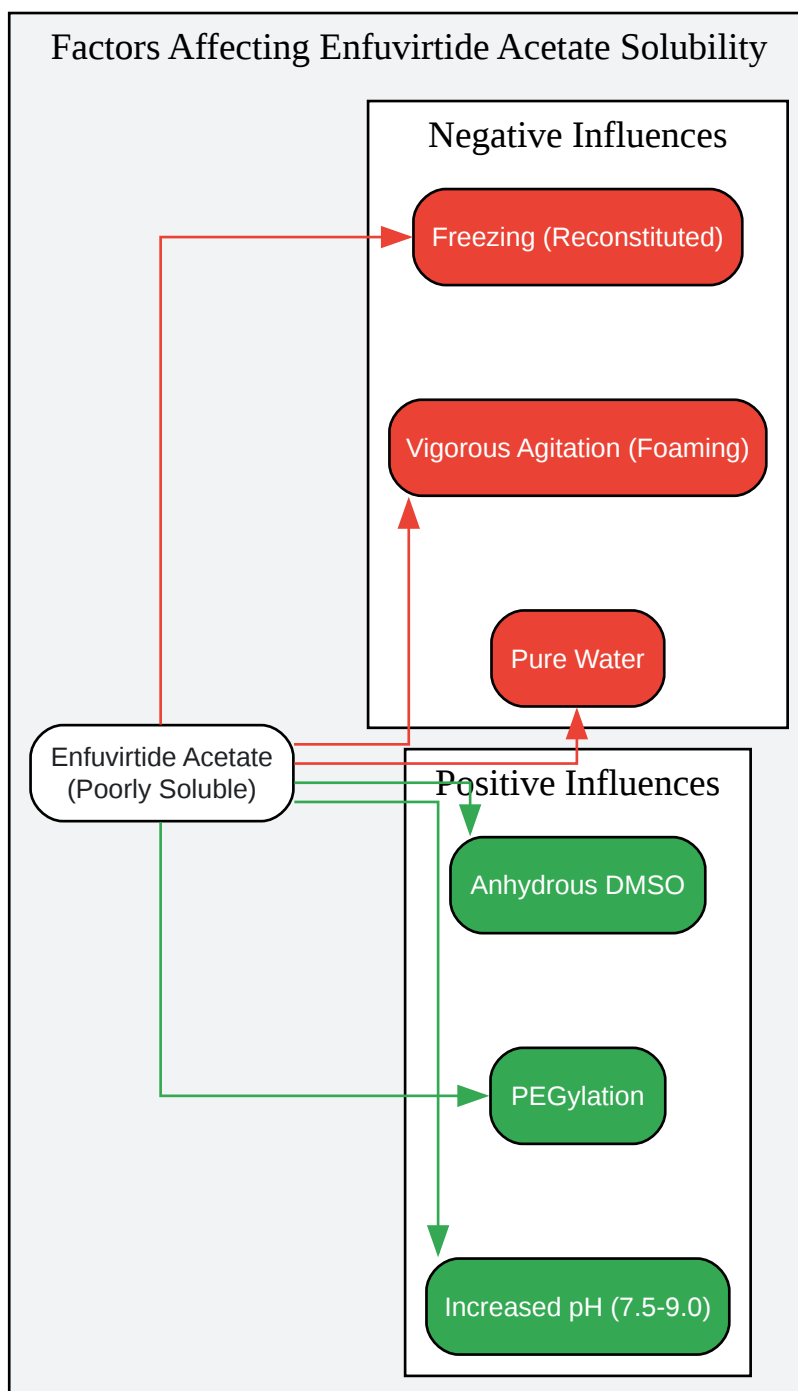 Factors Affecting Enfuvirtide Acetate Solubility
Negative Influences
Freezing (Reconstituted)
Vigorous Agitation (Foaming)
Pure Water
Enfuvirtide Acetate
(Poorly Soluble)
Positive Influences
Anhydrous DMSO
PEGylation
Increased pH (7.5-9.0)